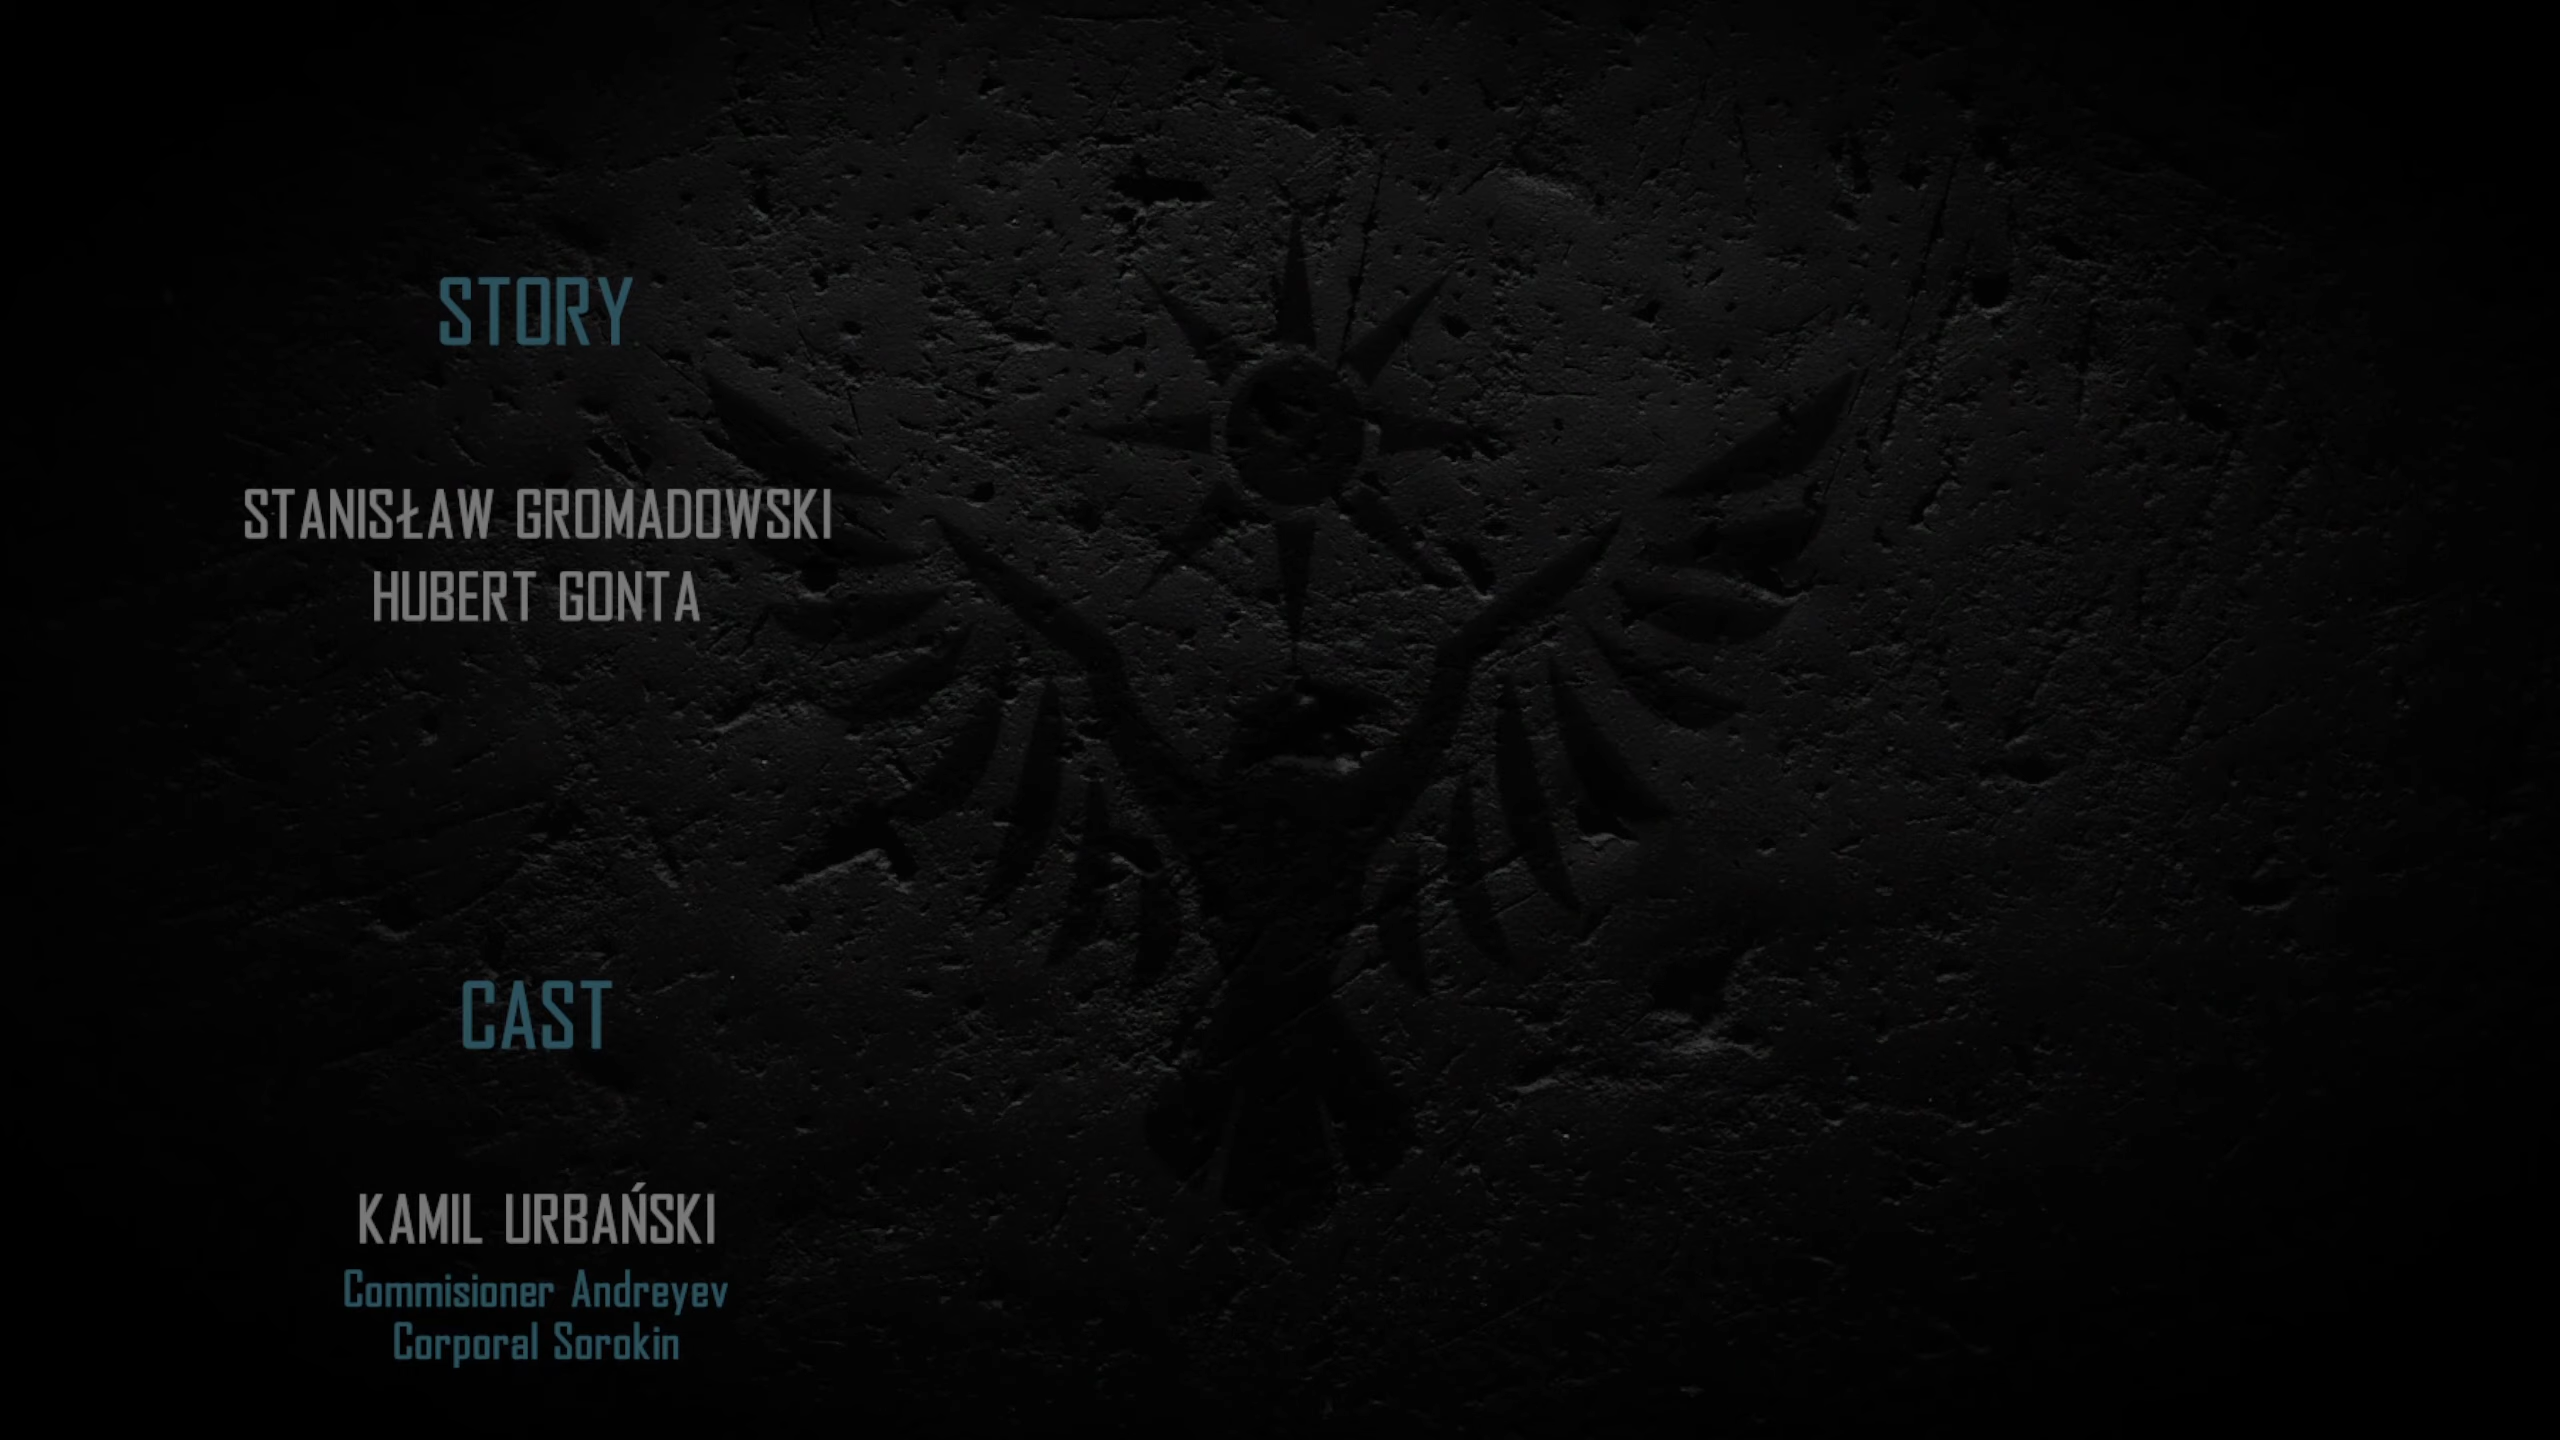 STORY
STANISŁAW GROMADOWSKI
HUBERT GONTA
CAST
KAMIL URBAŃSKI
Commisioner Andreyev
Corporal Sorokin